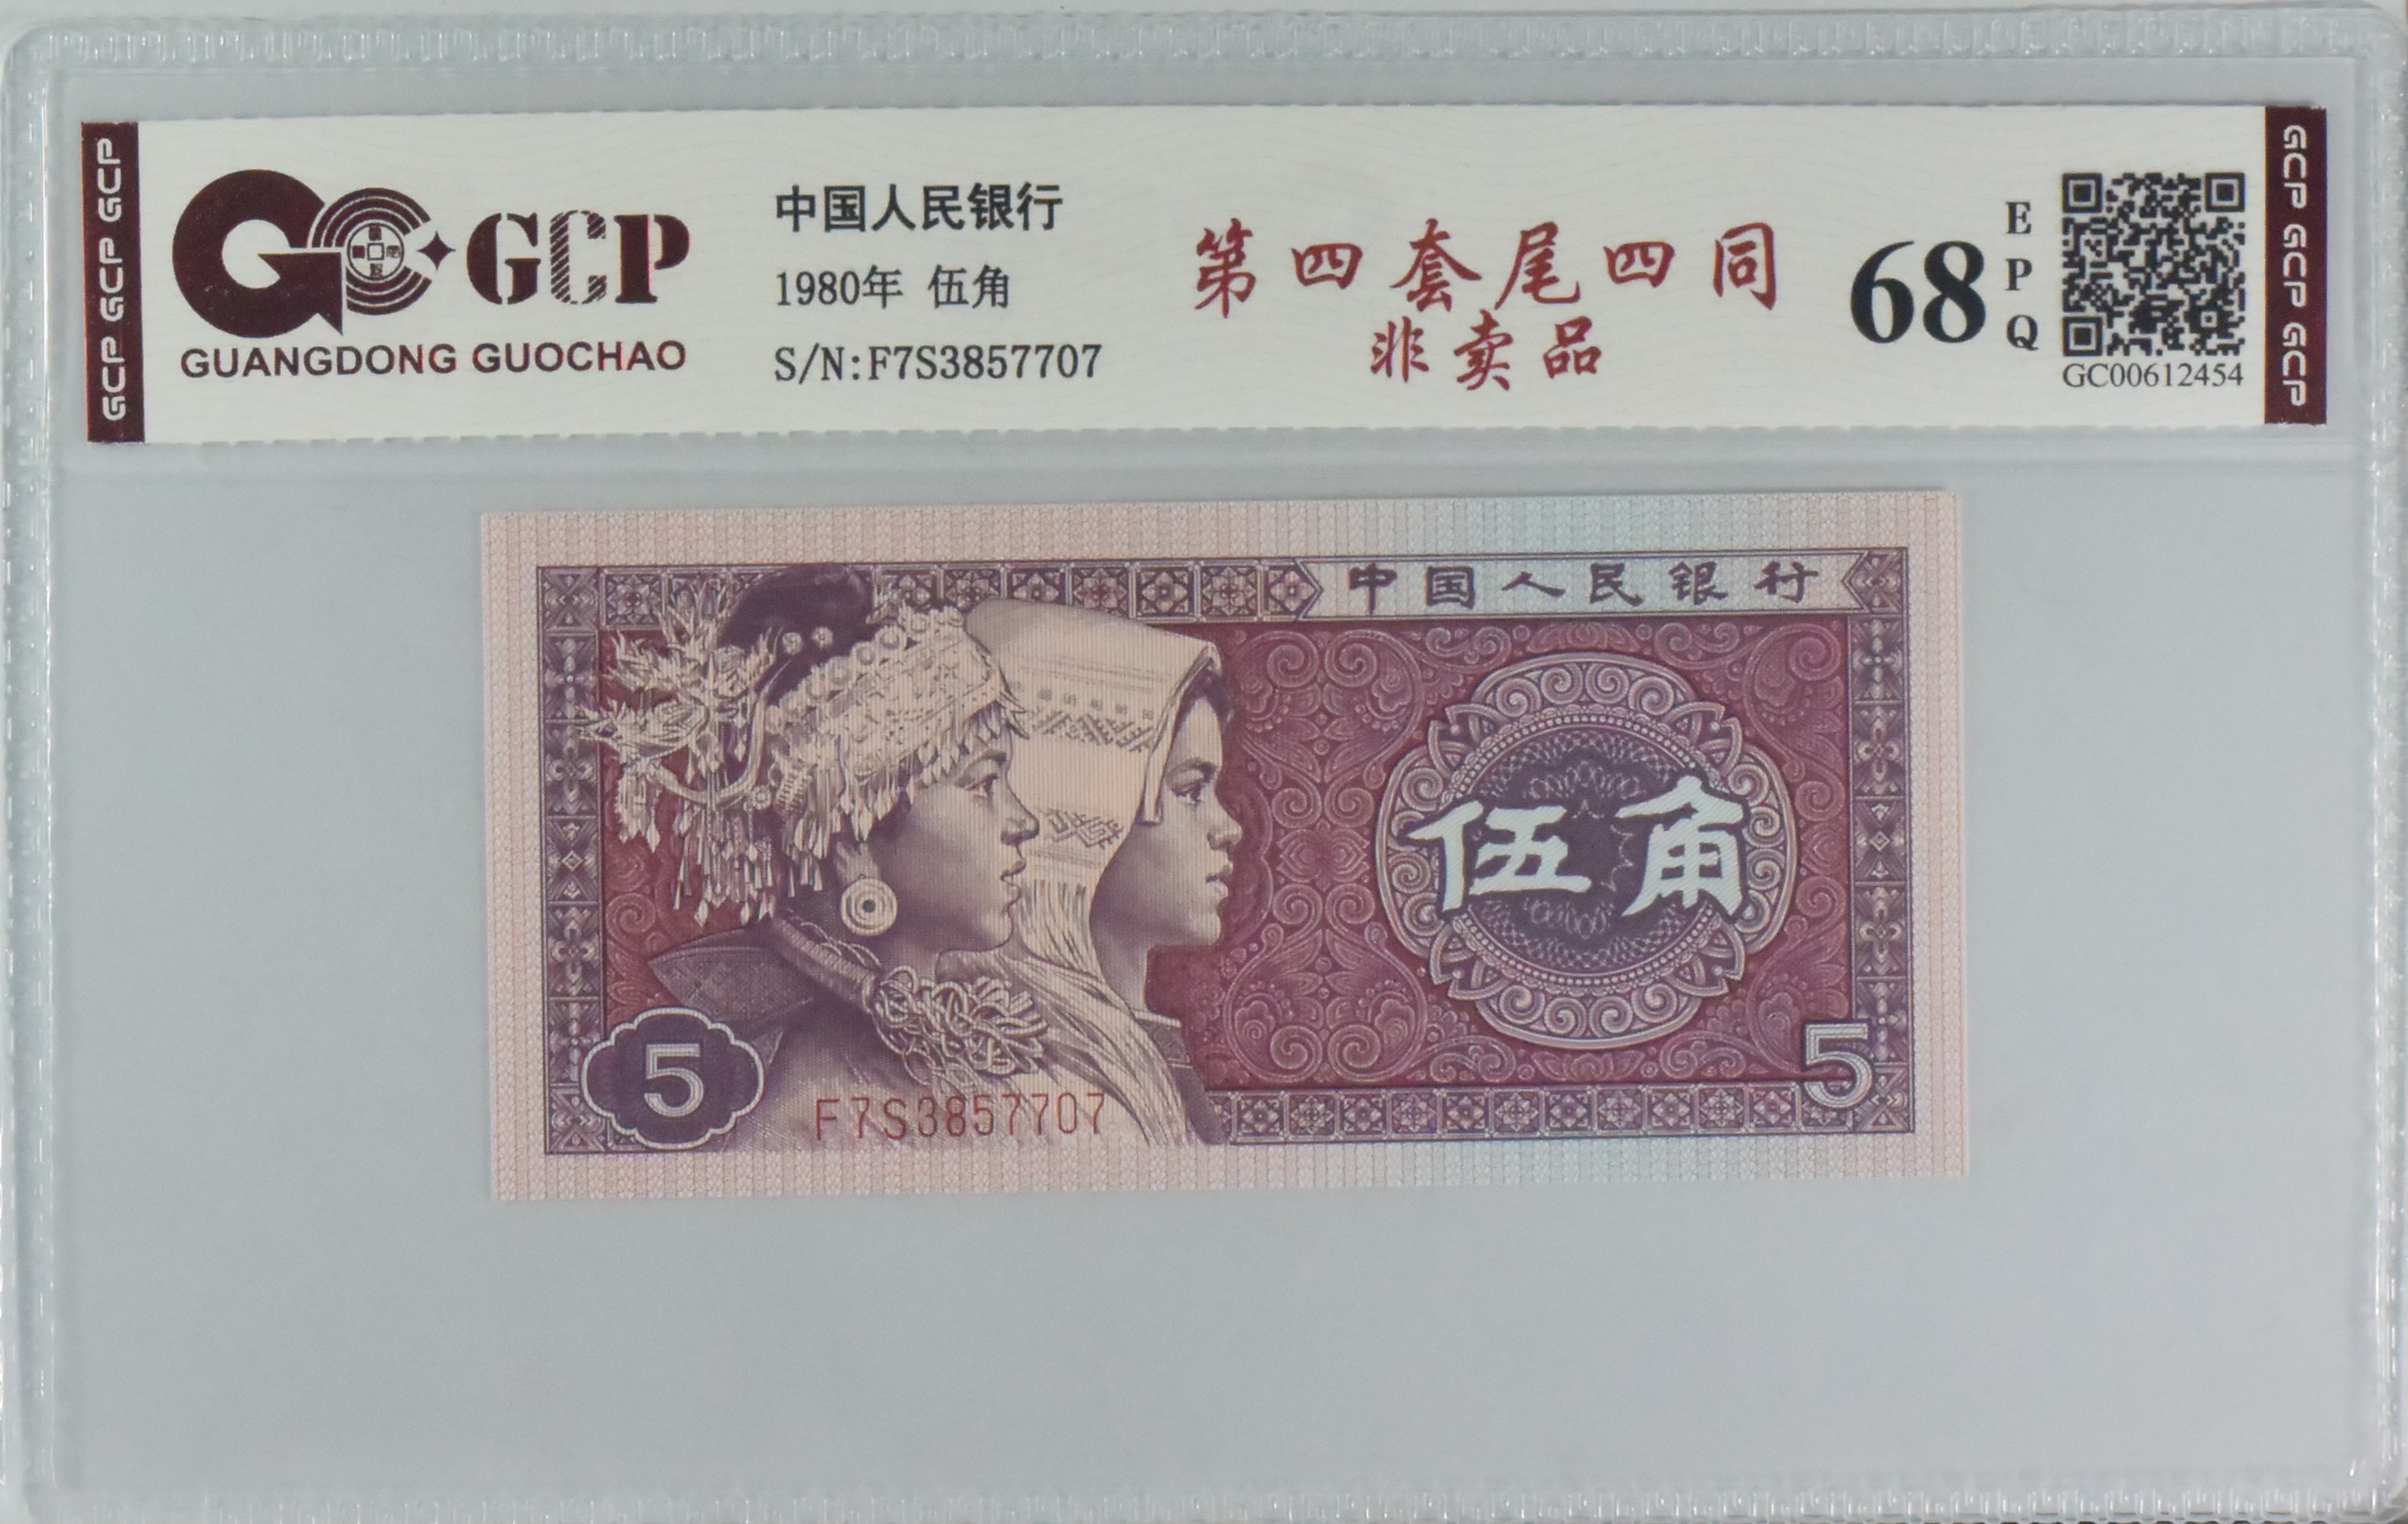 GCP GCP GCP
GCP
GUANGDONG GUOCHAO
中国人民银行
1980年 伍角
S/N:F7S3857707
第四套尾四同
非卖品
68
EPQ
GC00612454
GCP GCP GCP
中国人民银行
伍角
5
F7S3857707
5